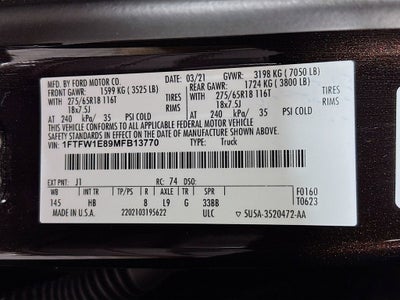 MFD. BY FORD MOTOR CO. 03/21 GVWR: 3198 KG ( 7050 LB)
FRONT GAWR: 1599 KG ( 3525 LB) REAR GAWR: 1724 KG ( 3800 LB)
WITH 275/65R18 116T TIRES WITH 275/65R18 116T TIRES
18x7.5J RIMS 18x7.5J RIMS
AT 240 kPa/ 35 PSI COLD AT 240 kPa/ 35 PSI COLD
THIS VEHICLE CONFORMS TO ALL APPLICABLE FEDERAL MOTOR VEHICLE
SAFETY STANDARDS IN EFFECT ON THE DATE OF MANUFACTURE SHOWN ABOVE.
VIN: 1FTFW1E89MFB13770 TYPE: Truck
EXT PNT: J1 RC: 74 DSO: F0160
WB INT TR TP/PS R AXLE TR SPR T0623
145 HB 8 L9 G 33BB
MADE IN U.S.A. 2202103195622 ULC SU5A-3520472-AA